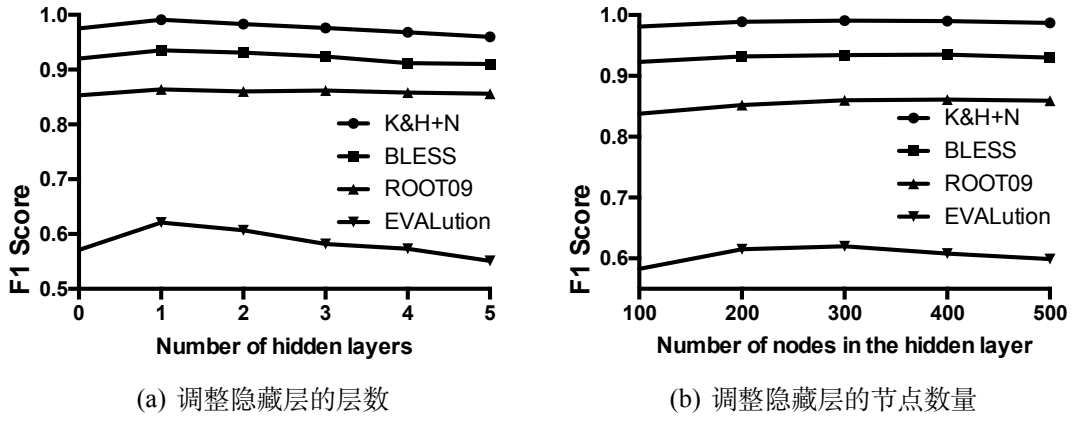 1.0
0.9
0.8
0.7
0.6
0.5
F1 Score
0
1
2
3
4
5
Number of hidden layers
K&H+N
BLESS
ROOT09
EVALution
(a) 调整隐藏层的层数
1.0
0.9
0.8
0.7
0.6
F1 Score
100
200
300
400
500
Number of nodes in the hidden layer
K&H+N
BLESS
ROOT09
EVALution
(b) 调整隐藏层的节点数量